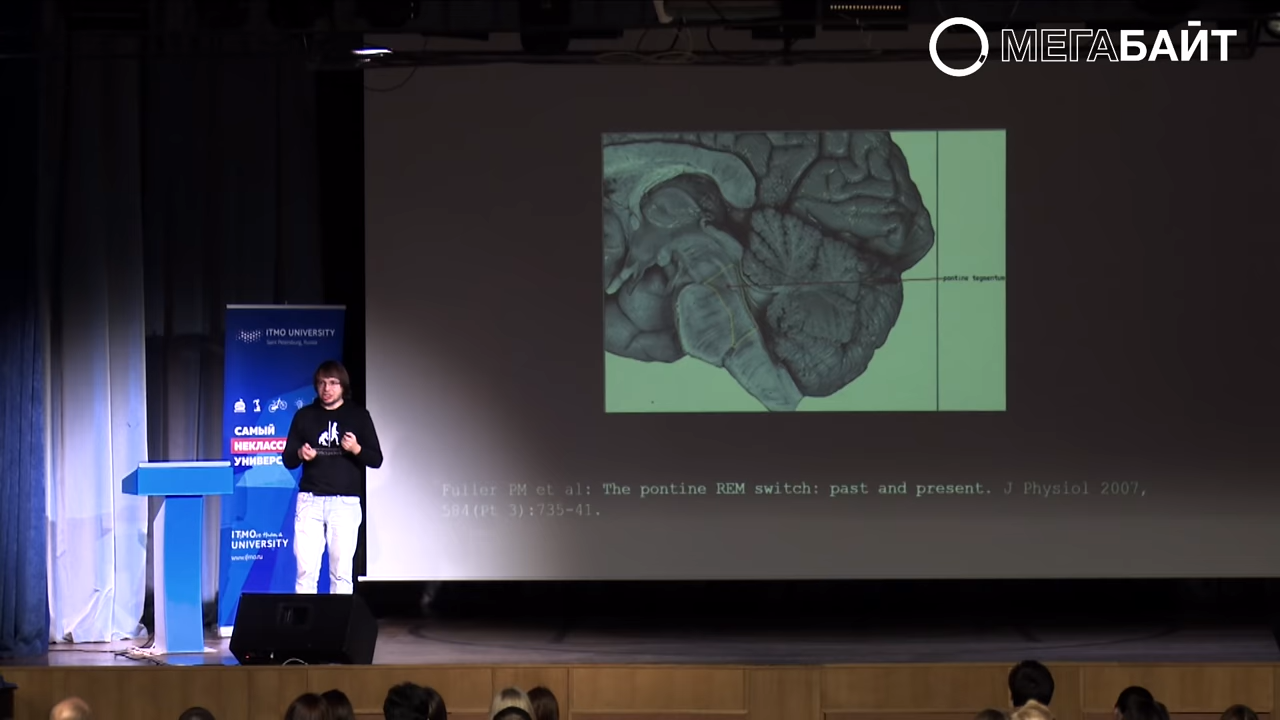 МЕГАБАЙТ
pontine tegmentum
ITMO UNIVERSITY
Saint Petersburg, Russia
САМЫЙ
НЕКЛАСС
УНИВЕРС
Fuller PM et al: The pontine REM switch: past and present. J Physiol 2007,
584(Pt 3):735-41.
ITMO
UNIVERSITY
www.ifmo.ru